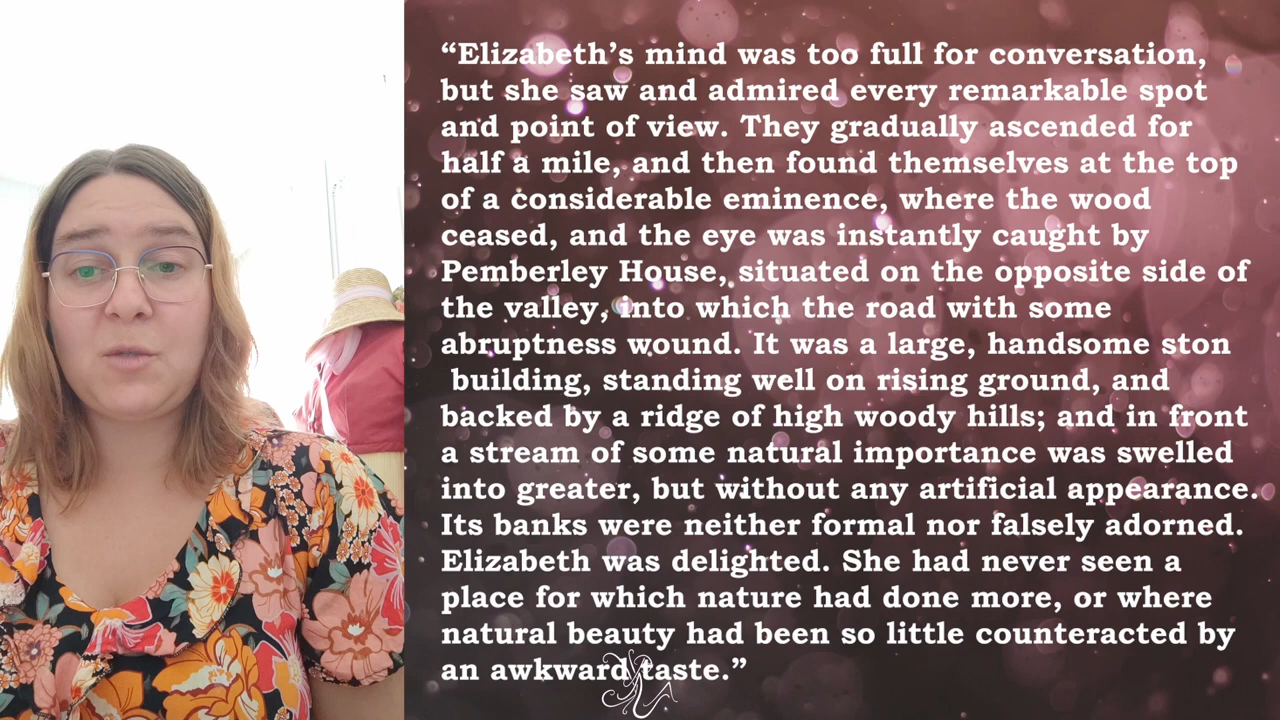 “Elizabeth’s mind was too full for conversation,
but she saw and admired every remarkable spot
and point of view. They gradually ascended for
half a mile, and then found themselves at the top
of a considerable eminence, where the wood
ceased, and the eye was instantly caught by
Pemberley House, situated on the opposite side of
the valley, into which the road with some
abruptness wound. It was a large, handsome ston
building, standing well on rising ground, and
backed by a ridge of high woody hills; and in front
a stream of some natural importance was swelled
into greater, but without any artificial appearance.
Its banks were neither formal nor falsely adorned.
Elizabeth was delighted. She had never seen a
place for which nature had done more, or where
natural beauty had been so little counteracted by
an awkward taste.”